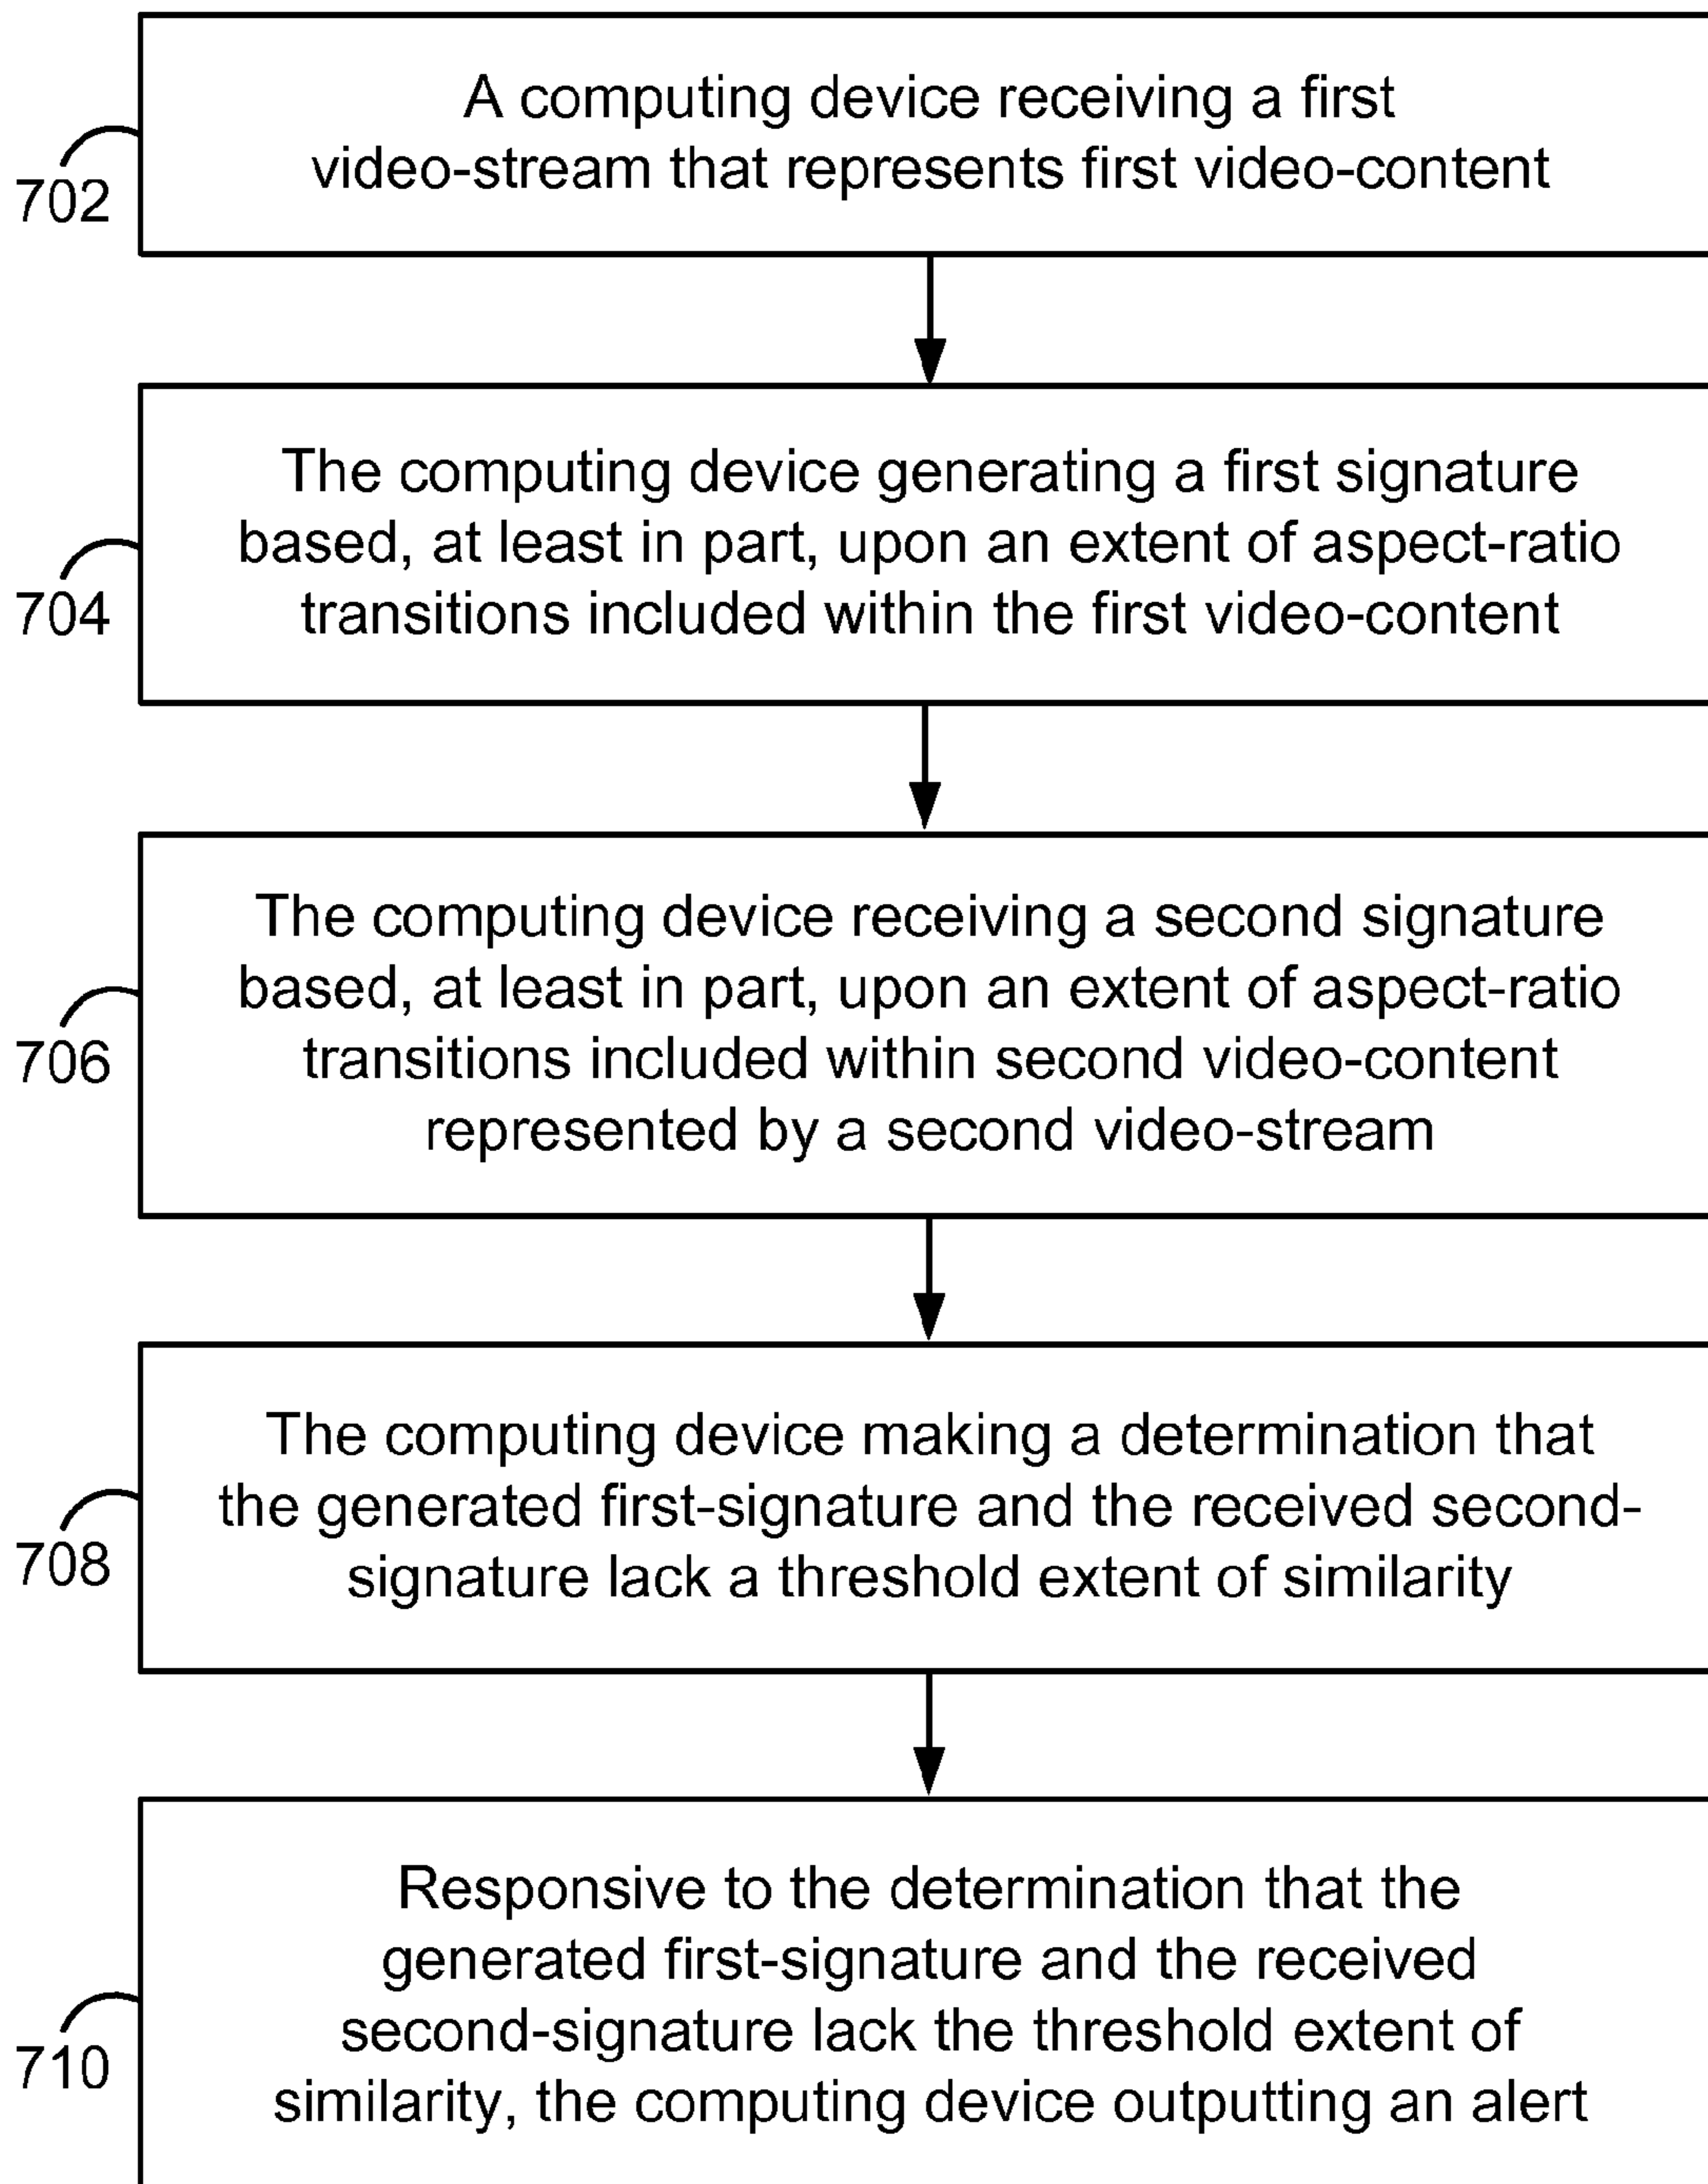 A computing device receiving a first
video-stream that represents first video-content
702
The computing device generating a first signature
based, at least in part, upon an extent of aspect-ratio
transitions included within the first video-content
704
The computing device receiving a second signature
based, at least in part, upon an extent of aspect-ratio
transitions included within second video-content
represented by a second video-stream
706
The computing device making a determination that
the generated first-signature and the received second-
signature lack a threshold extent of similarity
708
Responsive to the determination that the
generated first-signature and the received
second-signature lack the threshold extent of
similarity, the computing device outputting an alert
710